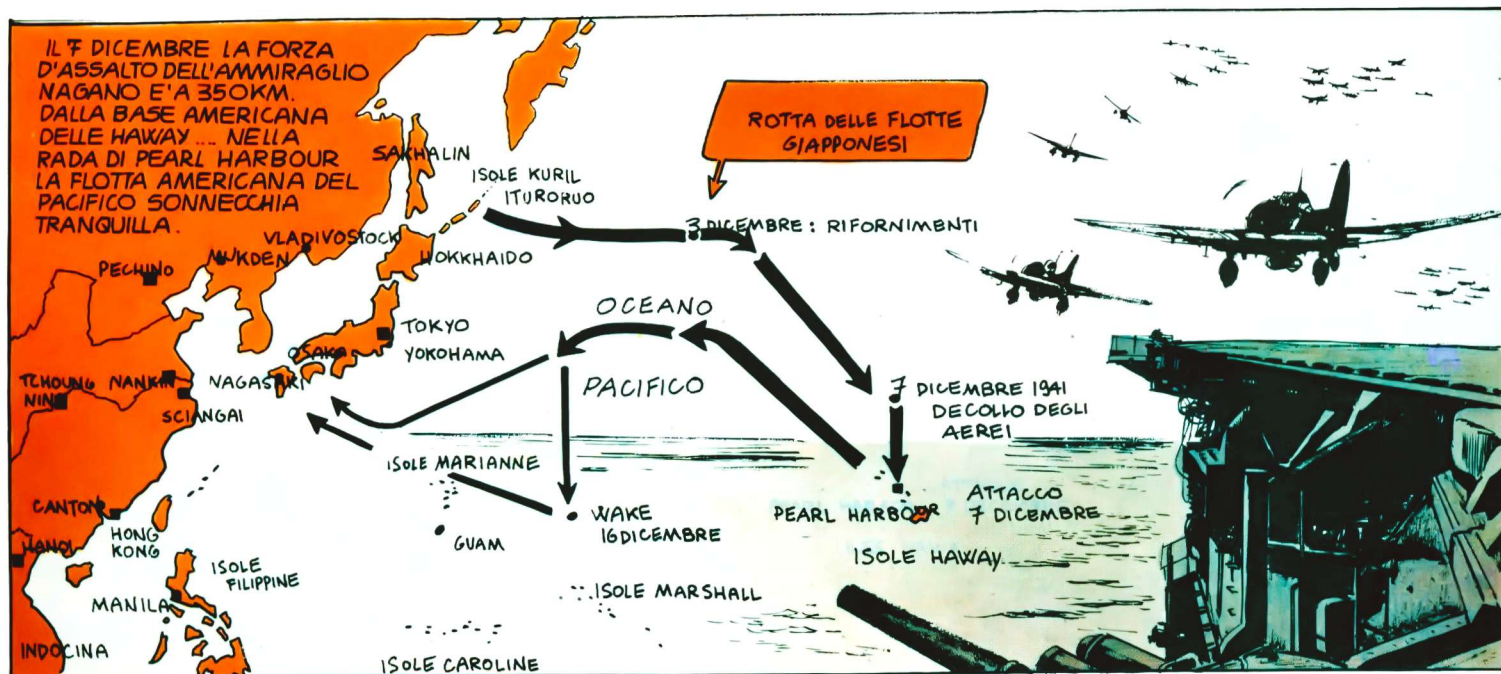 IL 7 DICEMBRE LA FORZA
D'ASSALTO DELL'AMMIRAGLIO
NAGANO E' A 350KM.
DALLA BASE AMERICANA
DELLE HAWAY .... NELLA
RADA DI PEARL HARBOUR
LA FLOTTA AMERICANA DEL
PACIFICO SONNECCHIA
TRANQUILLA.
ROTTA DELLE FLOTTE
GIAPPONESI
SAKHALIN
ISOLE KURIL
ITURORUO
3 DICEMBRE : RIFORNIMENTI
VLADIVOSTOCK
MUKDEN
HOKKHAIDO
PECHINO
OCEANO
TOKYO
YOKOHAMA
OSAKA
PACIFICO
TCHOUNG
NING
NANKIN
NAGASAKI
SCIANGAI
7 DICEMBRE 1941
DECOLLO DEGLI
AEREI
ISOLE MARIANNE
CANTON
HONG
KONG
GUAM
WAKE
16 DICEMBRE
PEARL HARBOUR
ATTACCO
7 DICEMBRE
ISOLE HAWAY
HANOI
ISOLE
FILIPPINE
MANILA
ISOLE MARSHALL
INDOCINA
ISOLE CAROLINE